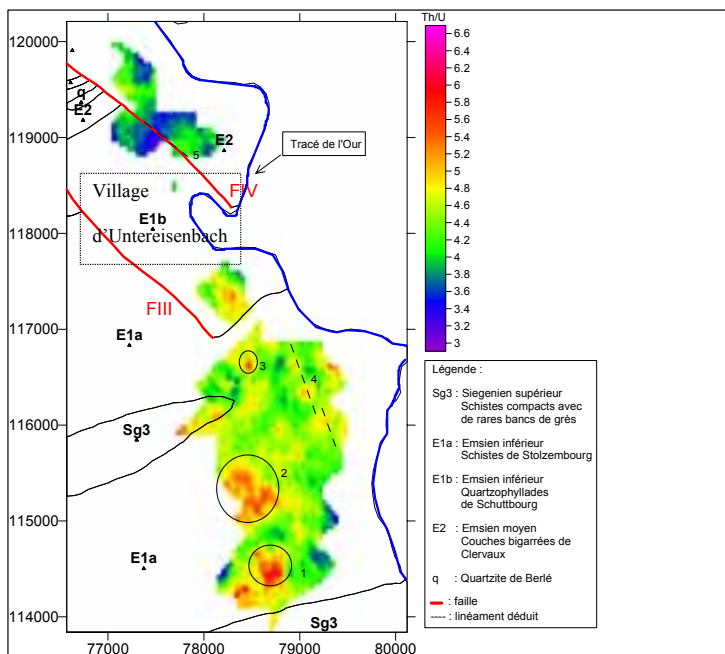 Th/U
120000
119000
118000
117000
116000
115000
114000
77000
78000
79000
80000
6.6
6.4
6.2
6
5.8
5.6
5.4
5.2
5
4.8
4.6
4.4
4.2
4
3.8
3.6
3.4
3.2
3
q
E2
E2
5
Tracé de l'Our
FIV
Village
E1b
d'Untereisenbach
FIII
E1a
3
4
Sg3
2
E1a
1
Sg3
Légende :
Sg3 : Siegenien supérieur
Schistes compacts avec
de rares bancs de grès
E1a : Emsien inférieur
Schistes de Stolzembourg
E1b : Emsien inférieur
Quartzophyllades
de Schuttbourg
E2 : Emsien moyen
Couches bigarrées de
Clervaux
q : Quartzite de Berlé
: faille
: linéament déduit